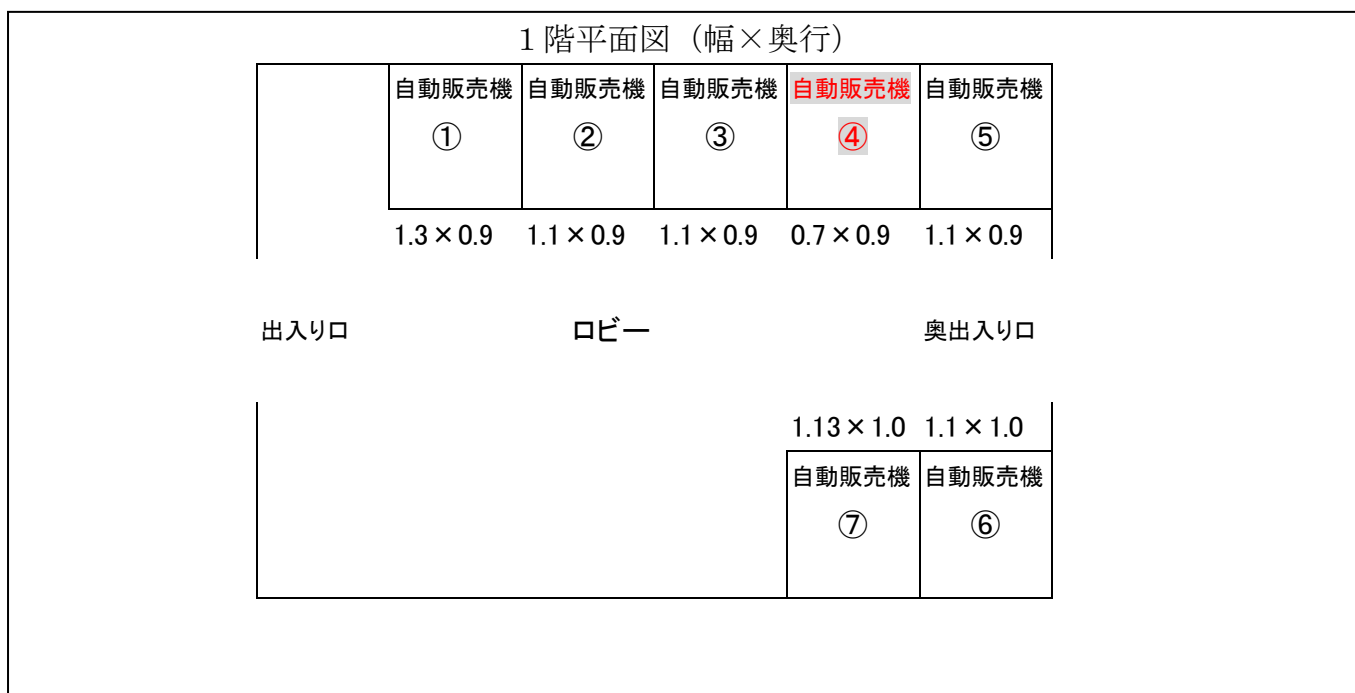 1階平面図（幅×奥行）
自動販売機 自動販売機 自動販売機 自動販売機 自動販売機
① ② ③ ④ ⑤
1.3×0.9 1.1×0.9 1.1×0.9 0.7×0.9 1.1×0.9
出入り口 ロビー 奥出入り口
1.13×1.0 1.1×1.0
自動販売機 自動販売機
⑦ ⑥